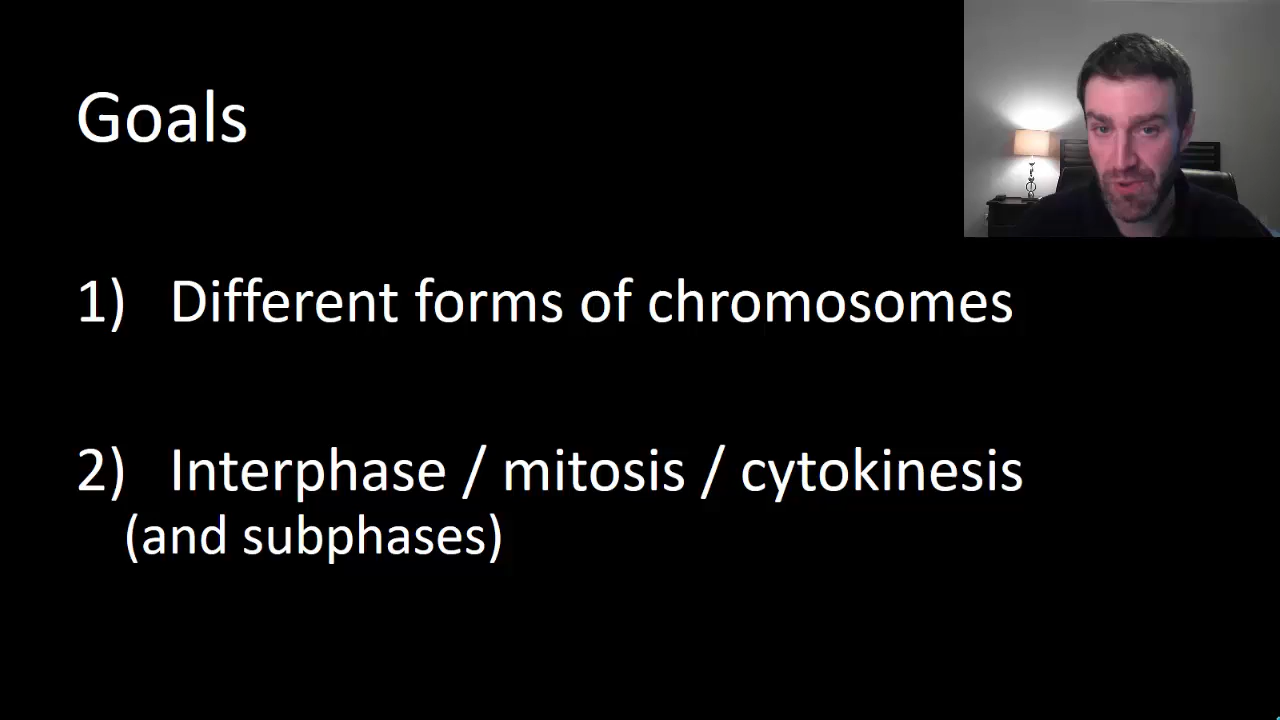 Goals
1) Different forms of chromosomes
2) Interphase / mitosis / cytokinesis
(and subphases)